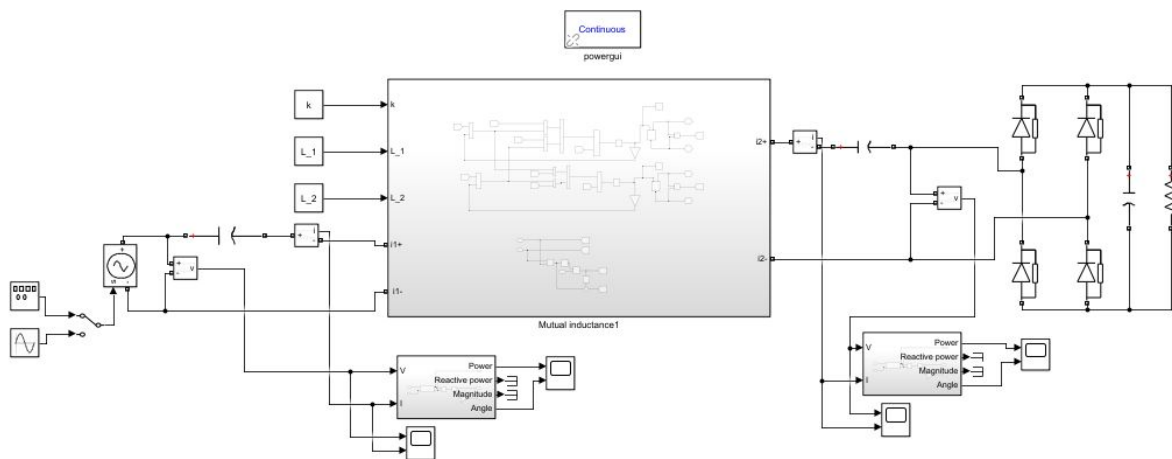 Continuous
powergui
k
k
L_1
L_1
L_2
L_2
i1+
i1-
i2+
i2-
Mutual inductance1
+
-
v
+
i
-
+
-
S
+
i
-
+
-
v
V
I
Power
Reactive power
Magnitude
Angle
V
I
Power
Reactive power
Magnitude
Angle